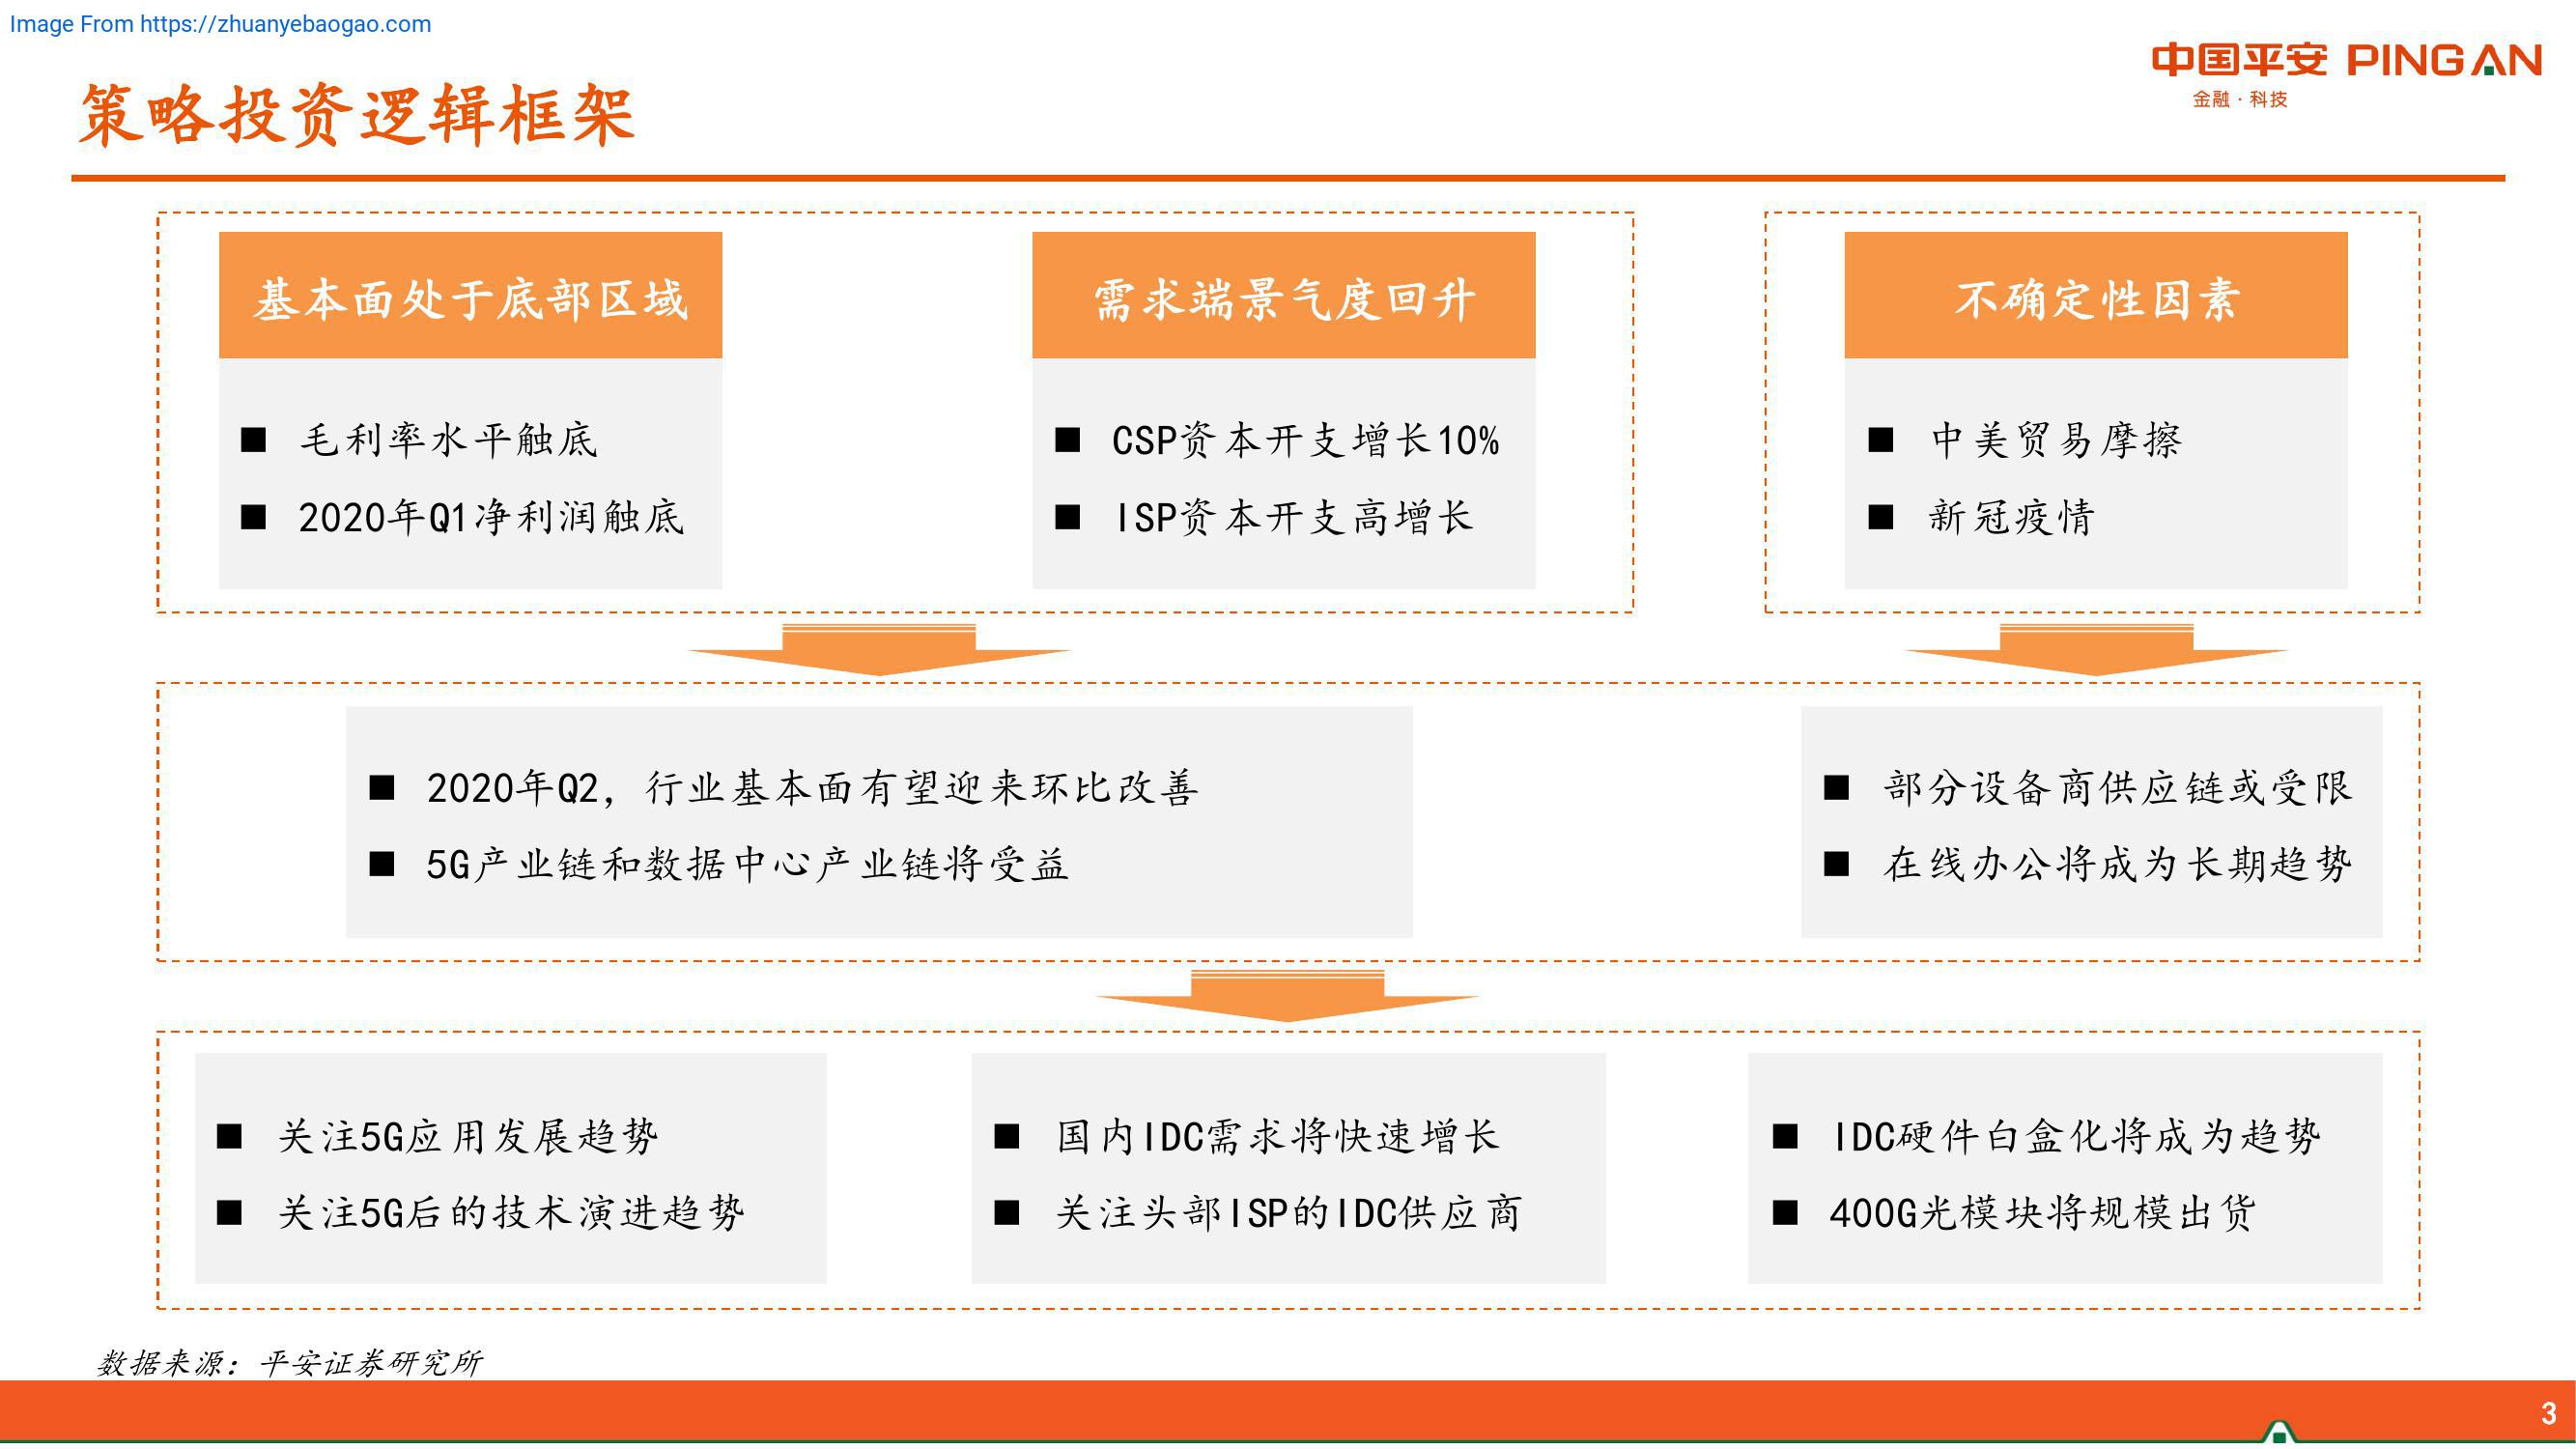 Image From https://zhuanyebaogao.com
中国平安 PINGAN
金融·科技
策略投资逻辑框架
基本面处于底部区域
■ 毛利率水平触底
■ 2020年Q1净利润触底
需求端景气度回升
■ CSP资本开支增长10%
■ ISP资本开支高增长
不确定性因素
■ 中美贸易摩擦
■ 新冠疫情
■ 2020年Q2，行业基本面有望迎来环比改善
■ 5G产业链和数据中心产业链将受益
■ 部分设备商供应链或受限
■ 在线办公将成为长期趋势
■ 关注5G应用发展趋势
■ 关注5G后的技术演进趋势
■ 国内IDC需求将快速增长
■ 关注头部ISP的IDC供应商
■ IDC硬件白盒化将成为趋势
■ 400G光模块将规模出货
数据来源：平安证券研究所
3